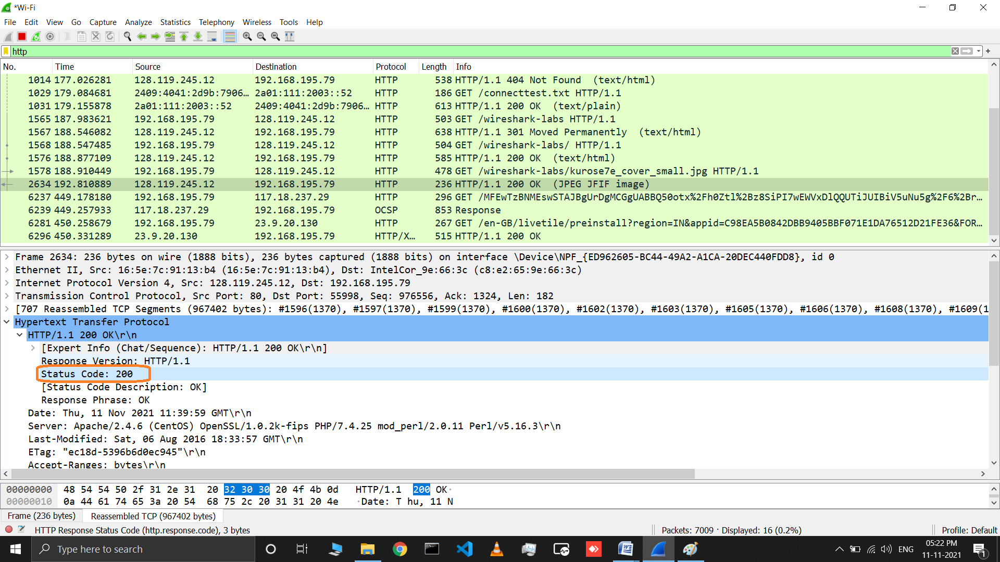 *Wi-Fi
File Edit View Go Capture Analyze Statistics Telephony Wireless Tools Help
http
No. Time Source Destination Protocol Length Info
1014 177.026281 128.119.245.12 192.168.195.79 HTTP 538 HTTP/1.1 404 Not Found (text/html)
1029 179.084681 2409:4041:2d9b:7906… 2a01:111:2003::52 HTTP 186 GET /connecttest.txt HTTP/1.1
1031 179.155878 2a01:111:2003::52 2409:4041:2d9b:7906… HTTP 613 HTTP/1.1 200 OK (text/plain)
1565 187.983621 192.168.195.79 128.119.245.12 HTTP 503 GET /wireshark-labs HTTP/1.1
1567 188.546082 128.119.245.12 192.168.195.79 HTTP 638 HTTP/1.1 301 Moved Permanently (text/html)
1568 188.547485 192.168.195.79 128.119.245.12 HTTP 504 GET /wireshark-labs/ HTTP/1.1
1576 188.877109 128.119.245.12 192.168.195.79 HTTP 585 HTTP/1.1 200 OK (text/html)
1578 188.910449 192.168.195.79 128.119.245.12 HTTP 478 GET /wireshark-labs/kurose7e_cover_small.jpg HTTP/1.1
2634 192.810889 128.119.245.12 192.168.195.79 HTTP 236 HTTP/1.1 200 OK (JPEG JFIF image)
6237 449.178180 192.168.195.79 117.18.237.29 HTTP 296 GET /MFEwTzBNMEswSTAJBgUrDgMCGgUABBQ50otx%2Fh0Ztl%2Bz8SiPI7wEWVxDlQQUTiJUIBiV5uNu5g%2F6%2Br…
6239 449.257933 117.18.237.29 192.168.195.79 OCSP 853 Response
6281 450.258679 192.168.195.79 23.9.20.130 HTTP 267 GET /en-GB/livetile/preinstall?region=IN&appid=C98EA5B0842DBB9405BBF071E1DA76512D21FE36&FOR…
6296 450.331289 23.9.20.130 192.168.195.79 HTTP/X… 515 HTTP/1.1 200 OK
Frame 2634: 236 bytes on wire (1888 bits), 236 bytes captured (1888 bits) on interface \Device\NPF_{ED962605-BC44-49A2-A1CA-20DEC440FDD8}, id 0
Ethernet II, Src: 16:5e:7c:91:13:b4 (16:5e:7c:91:13:b4), Dst: IntelCor_9e:66:3c (c8:e2:65:9e:66:3c)
Internet Protocol Version 4, Src: 128.119.245.12, Dst: 192.168.195.79
Transmission Control Protocol, Src Port: 80, Dst Port: 55998, Seq: 976556, Ack: 1324, Len: 182
[707 Reassembled TCP Segments (967402 bytes): #1596(1370), #1597(1370), #1599(1370), #1600(1370), #1602(1370), #1603(1370), #1605(1370), #1606(1370), #1608(1370), #1609(1
Hypertext Transfer Protocol
HTTP/1.1 200 OK\r\n
[Expert Info (Chat/Sequence): HTTP/1.1 200 OK\r\n]
Response Version: HTTP/1.1
Status Code: 200
[Status Code Description: OK]
Response Phrase: OK
Date: Thu, 11 Nov 2021 11:39:59 GMT\r\n
Server: Apache/2.4.6 (CentOS) OpenSSL/1.0.2k-fips PHP/7.4.25 mod_perl/2.0.11 Perl/v5.16.3\r\n
Last-Modified: Sat, 06 Aug 2016 18:33:57 GMT\r\n
ETag: "ec18d-5396b6d0ec945"\r\n
Accept-Ranges: bytes\r\n
00000000 48 54 54 50 2f 31 2e 31 20 32 30 30 20 4f 4b 0d HTTP/1.1 200 OK·
00000010 0a 44 61 74 65 3a 20 54 68 75 2c 20 31 31 20 4e ·Date: T hu, 11 N
Frame (236 bytes) Reassembled TCP (967402 bytes)
HTTP Response Status Code (http.response.code), 3 bytes Packets: 7009 · Displayed: 16 (0.2%) Profile: Default
Type here to search ENG 05:22 PM
11-11-2021 1